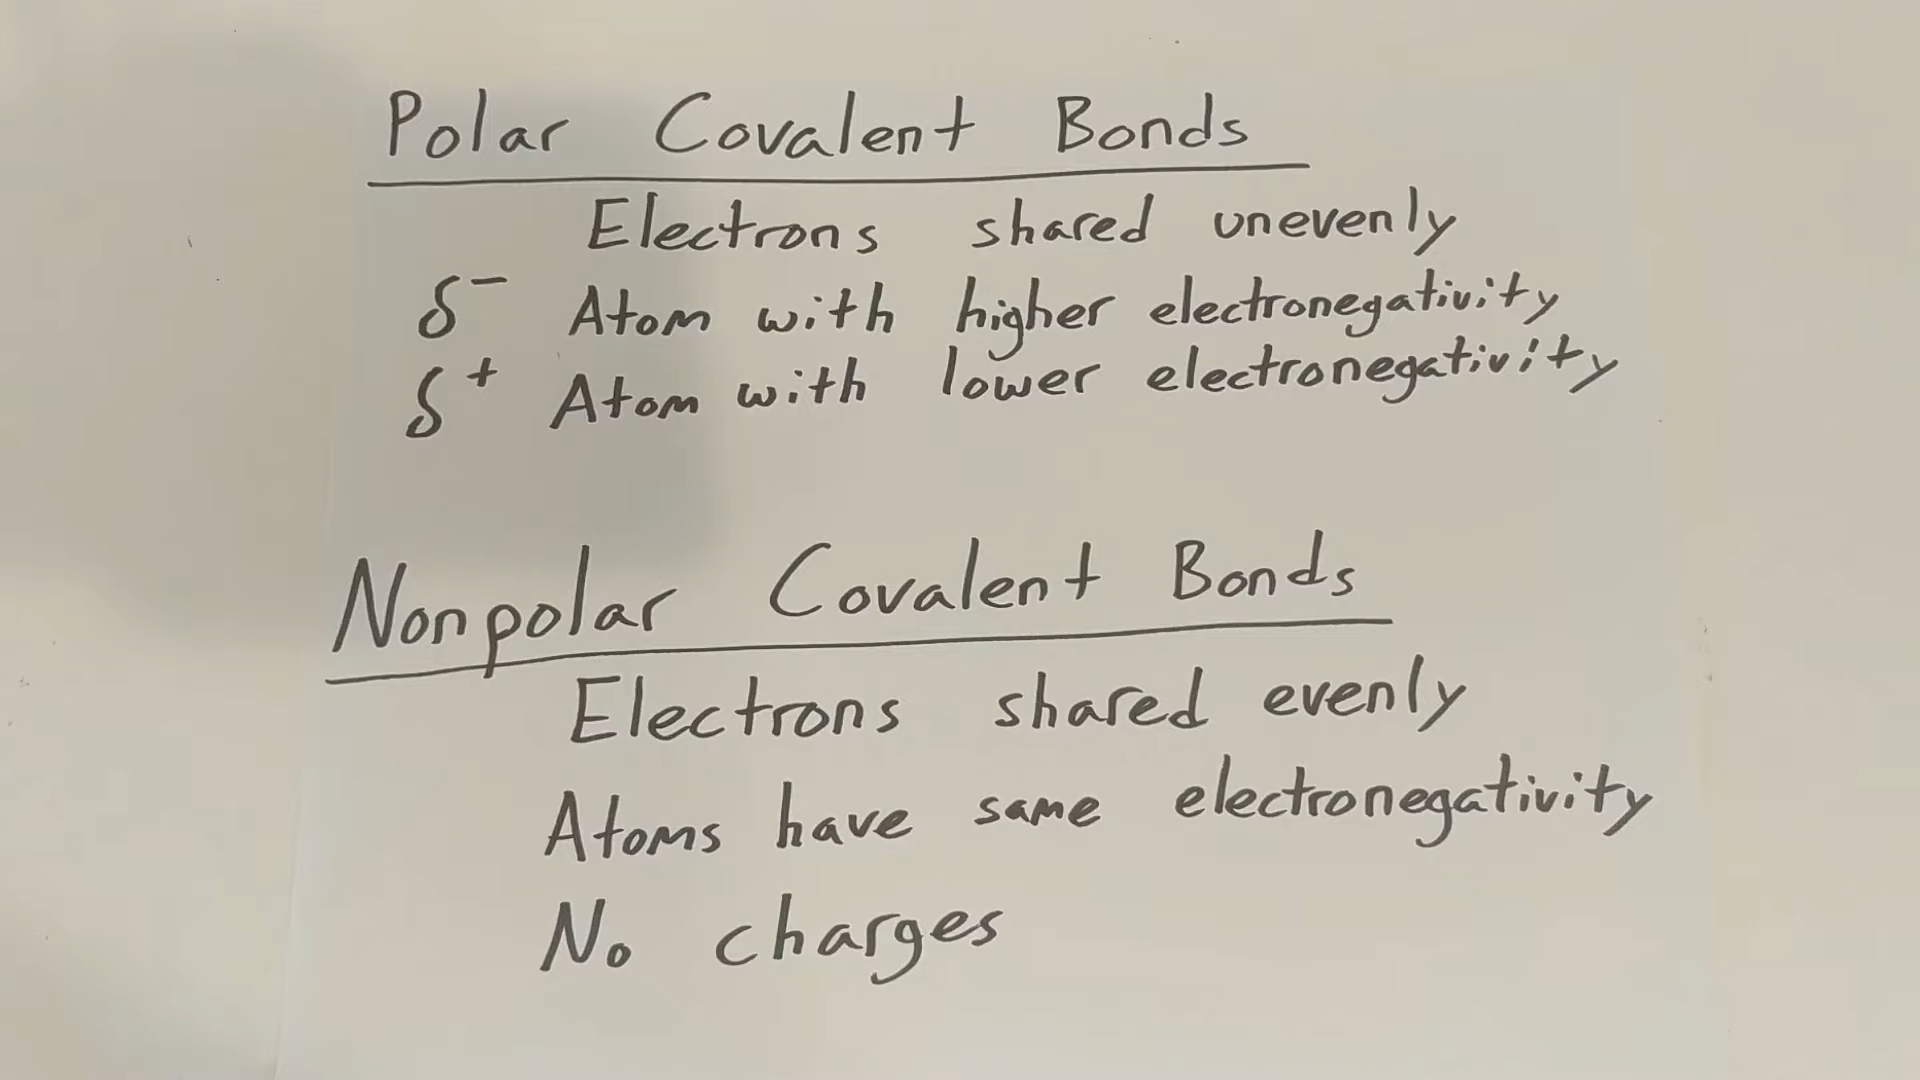 Polar Covalent Bonds
Electrons shared unevenly
δ⁻ Atom with higher electronegativity
δ⁺ Atom with lower electronegativity
Nonpolar Covalent Bonds
Electrons shared evenly
Atoms have same electronegativity
No charges